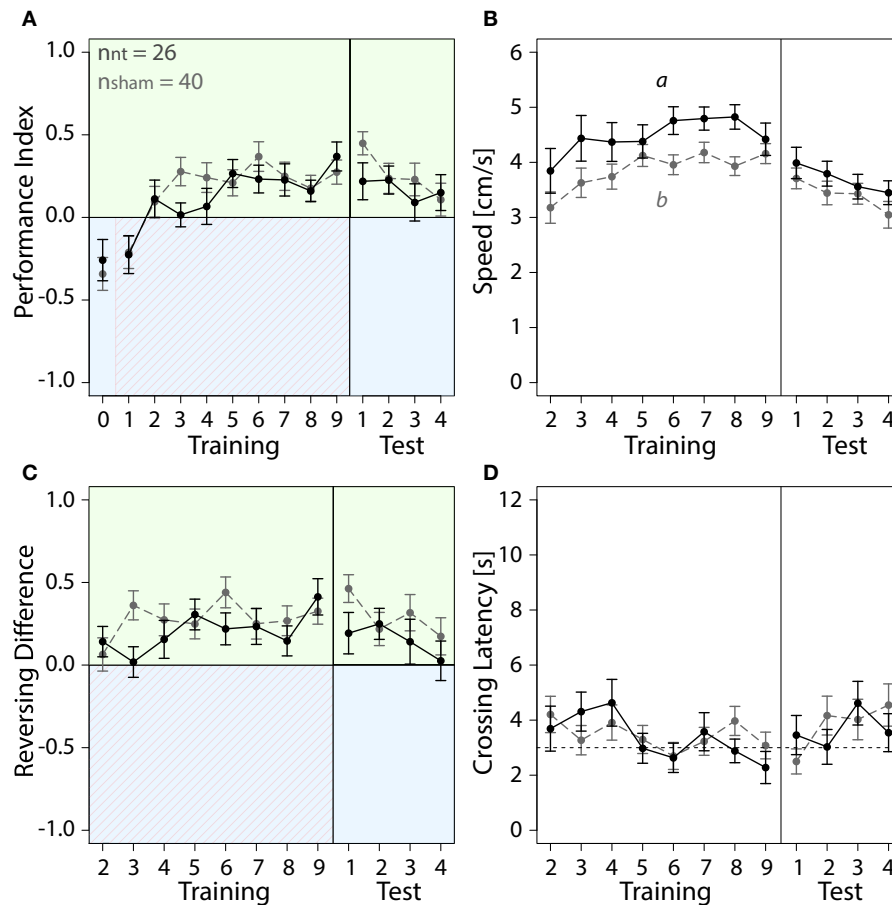 A
Performance Index
1.0
0.5
0.0
-0.5
-1.0
nnt = 26
nsham = 40
0 1 2 3 4 5 6 7 8 9 1 2 3 4
Training Test
B
Speed [cm/s]
6
5
4
3
2
1
0
a
b
2 3 4 5 6 7 8 9 1 2 3 4
Training Test
C
Reversing Difference
1.0
0.5
0.0
-0.5
-1.0
2 3 4 5 6 7 8 9 1 2 3 4
Training Test
D
Crossing Latency [s]
12
10
8
6
4
2
0
2 3 4 5 6 7 8 9 1 2 3 4
Training Test